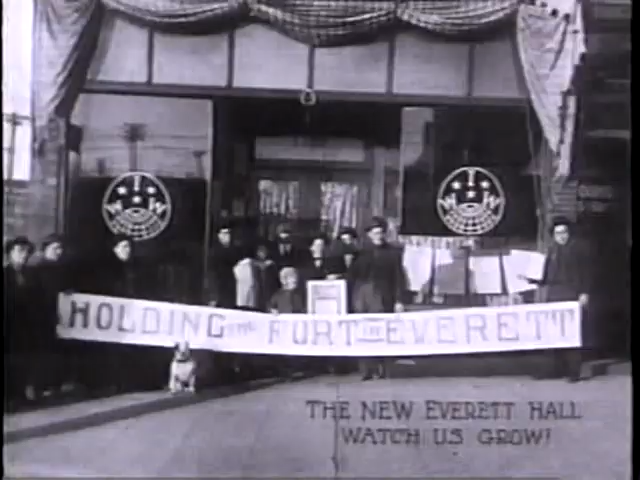 I W W
I W W
HOLDING THE FORT IN EVERETT
THE NEW EVERETT HALL
WATCH US GROW!